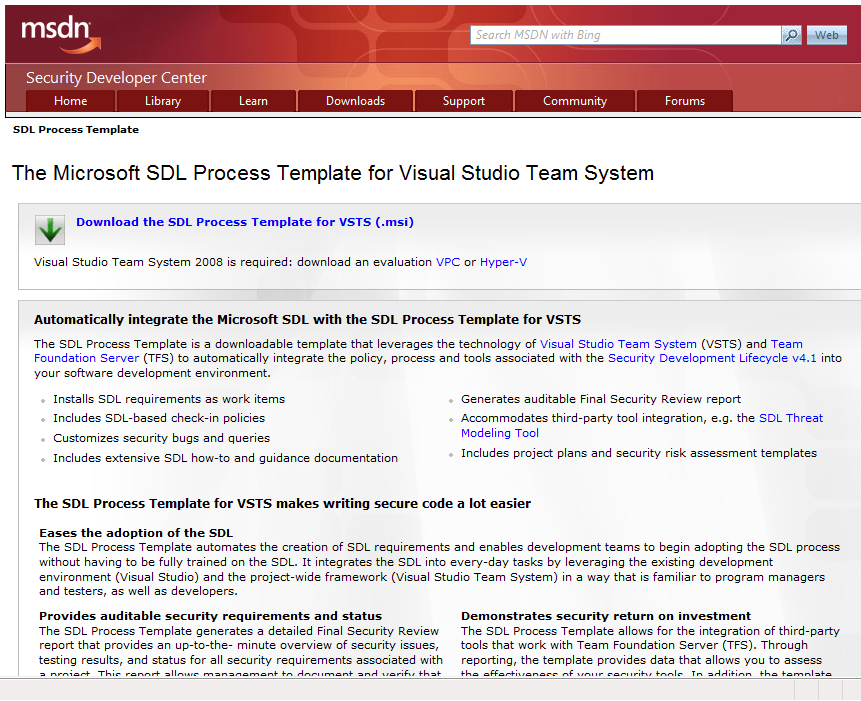 msdn
Search MSDN with Bing
Web
Security Developer Center
Home Library Learn Downloads Support Community Forums
SDL Process Template
The Microsoft SDL Process Template for Visual Studio Team System
Download the SDL Process Template for VSTS (.msi)
Visual Studio Team System 2008 is required: download an evaluation VPC or Hyper-V
Automatically integrate the Microsoft SDL with the SDL Process Template for VSTS
The SDL Process Template is a downloadable template that leverages the technology of Visual Studio Team System (VSTS) and Team
Foundation Server (TFS) to automatically integrate the policy, process and tools associated with the Security Development Lifecycle v4.1 into
your software development environment.
Installs SDL requirements as work items
Includes SDL-based check-in policies
Customizes security bugs and queries
Includes extensive SDL how-to and guidance documentation
Generates auditable Final Security Review report
Accommodates third-party tool integration, e.g. the SDL Threat
Modeling Tool
Includes project plans and security risk assessment templates
The SDL Process Template for VSTS makes writing secure code a lot easier
Eases the adoption of the SDL
The SDL Process Template automates the creation of SDL requirements and enables development teams to begin adopting the SDL process
without having to be fully trained on the SDL. It integrates the SDL into every-day tasks by leveraging the existing development
environment (Visual Studio) and the project-wide framework (Visual Studio Team System) in a way that is familiar to program managers
and testers, as well as developers.
Provides auditable security requirements and status
The SDL Process Template generates a detailed Final Security Review
report that provides an up-to-the- minute overview of security issues,
testing results, and status for all security requirements associated with
a project. This report allows management to document and verify that
Demonstrates security return on investment
The SDL Process Template allows for the integration of third-party
tools that work with Team Foundation Server (TFS). Through
reporting, the template provides data that allows you to assess
the effectiveness of your security tools. In addition, the template